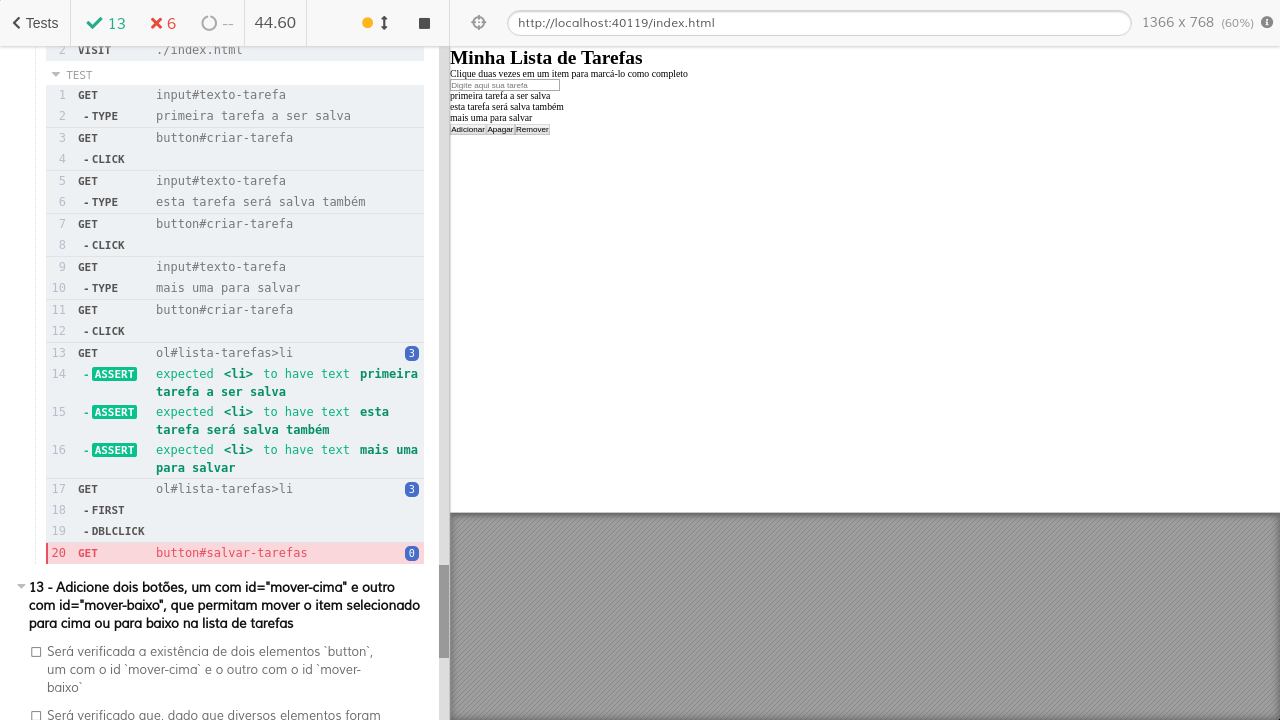 Tests 13 6 -- 44.60
http://localhost:40119/index.html 1366 x 768 (60%)
2 VISIT ./index.html
TEST
1 GET input#texto-tarefa
2 -TYPE primeira tarefa a ser salva
3 GET button#criar-tarefa
4 -CLICK
5 GET input#texto-tarefa
6 -TYPE esta tarefa será salva também
7 GET button#criar-tarefa
8 -CLICK
9 GET input#texto-tarefa
10 -TYPE mais uma para salvar
11 GET button#criar-tarefa
12 -CLICK
13 GET ol#lista-tarefas>li 3
14 -ASSERT expected <li> to have text primeira
tarefa a ser salva
15 -ASSERT expected <li> to have text esta
tarefa será salva também
16 -ASSERT expected <li> to have text mais uma
para salvar
17 GET ol#lista-tarefas>li 3
18 -FIRST
19 -DBLCLICK
20 GET button#salvar-tarefas 0
13 - Adicione dois botões, um com id="mover-cima" e outro
com id="mover-baixo", que permitam mover o item selecionado
para cima ou para baixo na lista de tarefas
Será verificada a existência de dois elementos `button`,
um com o id `mover-cima` e o outro com o id `mover-
baixo`
Será verificado que, dado que diversos elementos foram
Minha Lista de Tarefas
Clique duas vezes em um item para marcá-lo como completo
Digite aqui sua tarefa
primeira tarefa a ser salva
esta tarefa será salva também
mais uma para salvar
Adicionar Apagar Remover